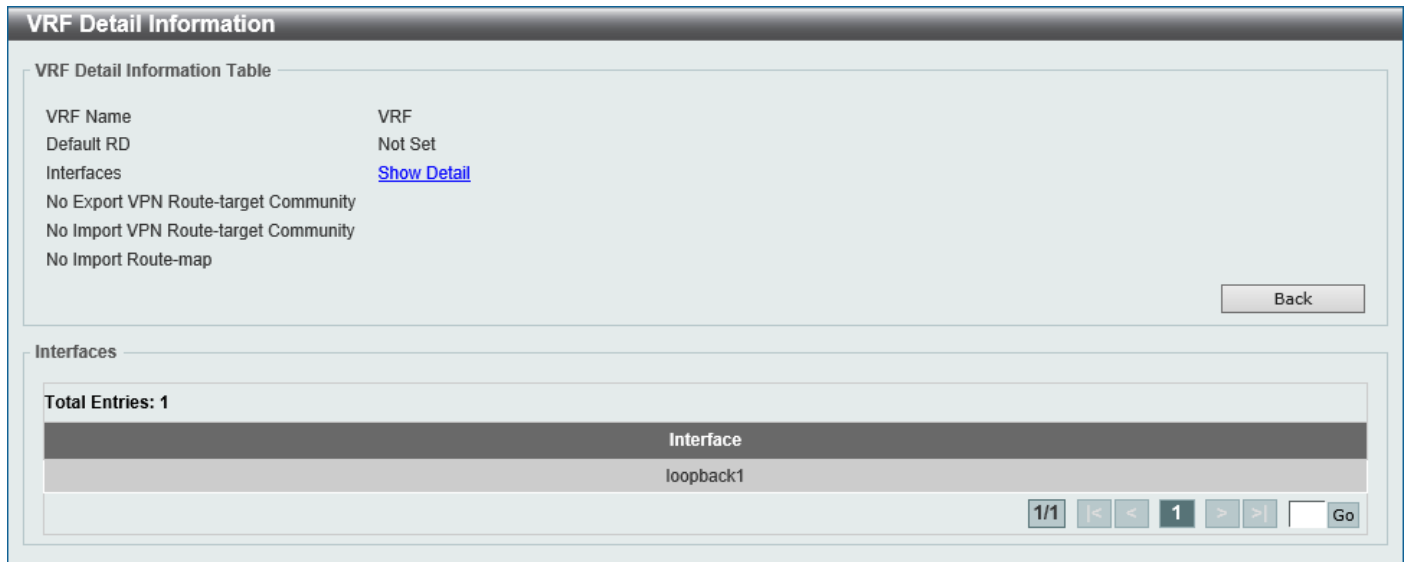 VRF Detail Information
VRF Detail Information Table
VRF Name VRF
Default RD Not Set
Interfaces Show Detail
No Export VPN Route-target Community
No Import VPN Route-target Community
No Import Route-map
Back
Interfaces
Total Entries: 1
Interface
loopback1
1/1 |< < 1 > >| Go